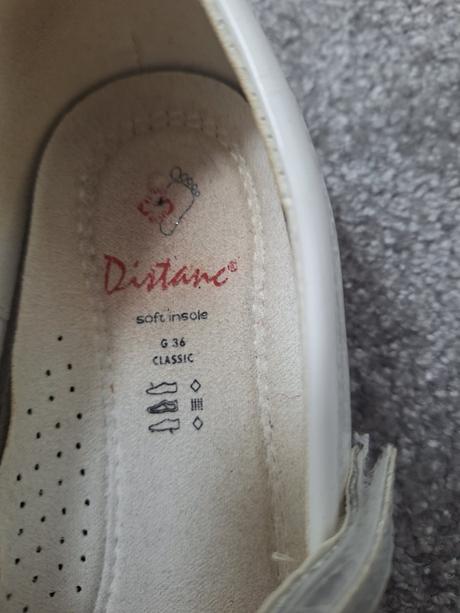 Distanc®
soft insole
G 36
CLASSIC